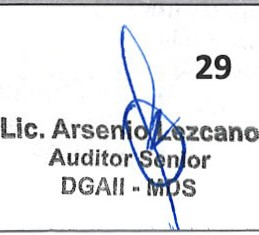 29
Lic. Arsenio Lezcano
Auditor Senior
DGAII - MDS